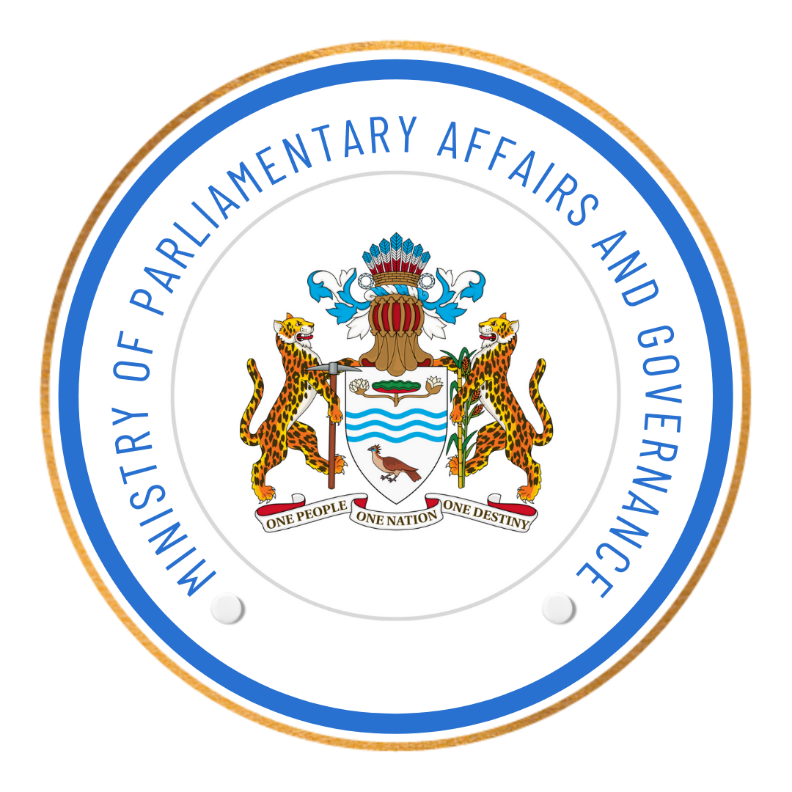 MINISTRY OF PARLIAMENTARY AFFAIRS AND GOVERNANCE
ONE PEOPLE ONE NATION ONE DESTINY